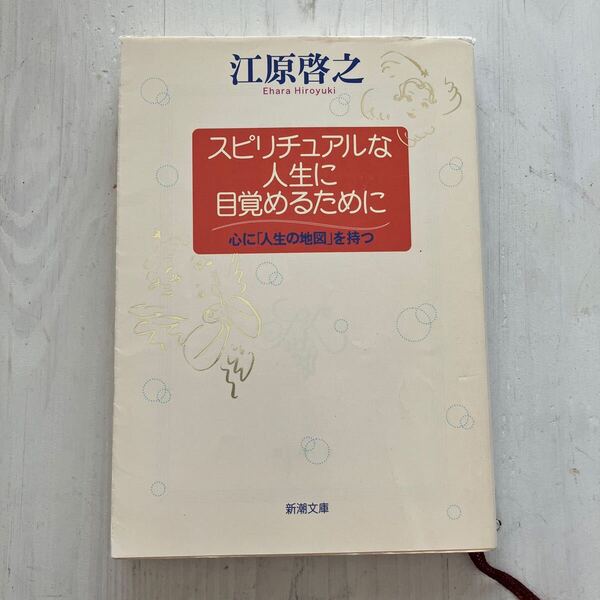 江原啓之
Ehara Hiroyuki
スピリチュアルな
人生に
目覚めるために
心に「人生の地図」を持つ
新潮文庫